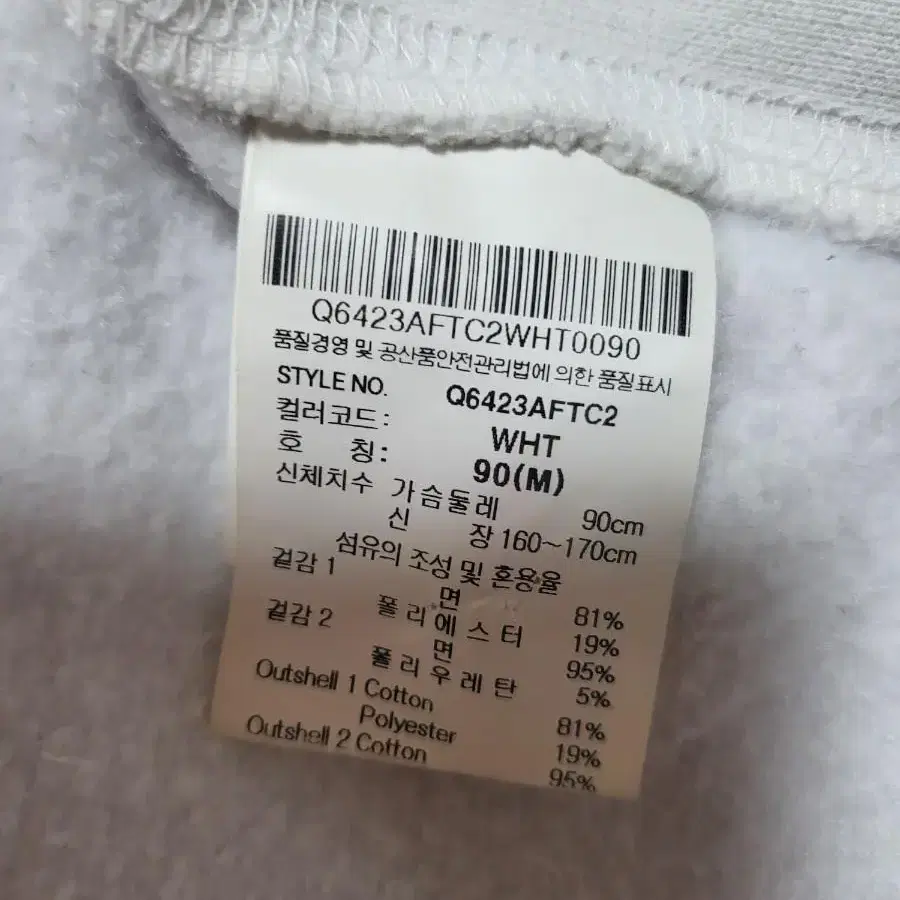 Q6423AFTC2WHT0090
품질경영 및 공산품안전관리법에 의한 품질표시
STYLE NO. Q6423AFTC2
컬러코드: WHT
호 칭: 90(M)
신체치수 가슴둘레 90cm
신 장 160~170cm
섬유의 조성 및 혼용율
겉감 1 면 81%
폴리에스터 19%
겉감 2 면 95%
폴리우레탄 5%
Outshell 1 Cotton 81%
Polyester 19%
Outshell 2 Cotton 95%